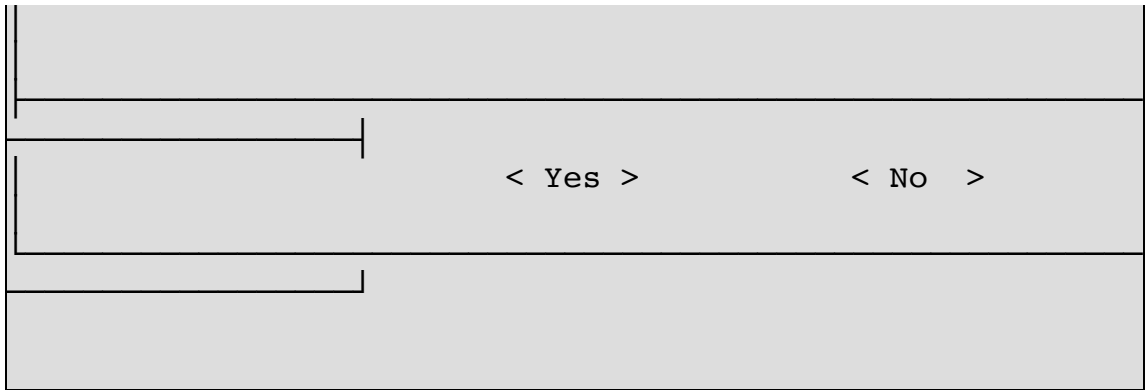 < Yes > < No >